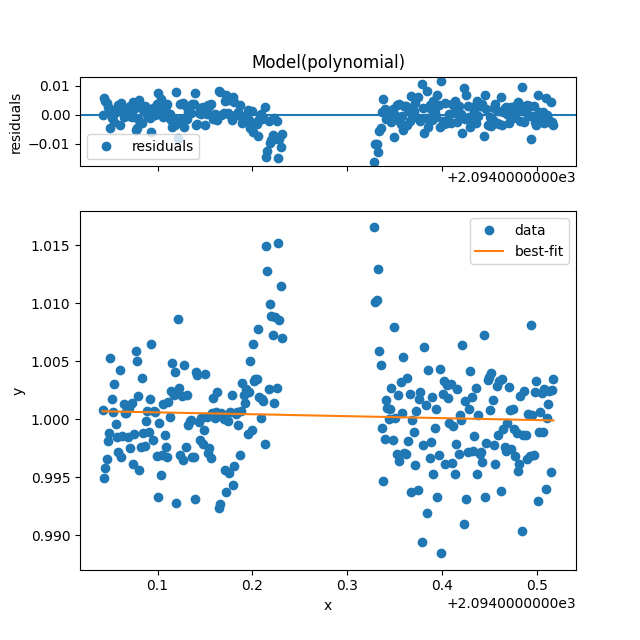 Model(polynomial)
0.01
0.00
−0.01
residuals
residuals
+2.0940000000e3
1.015
1.010
1.005
1.000
0.995
0.990
y
data
best-fit
0.1 0.2 0.3 0.4 0.5
x
+2.0940000000e3